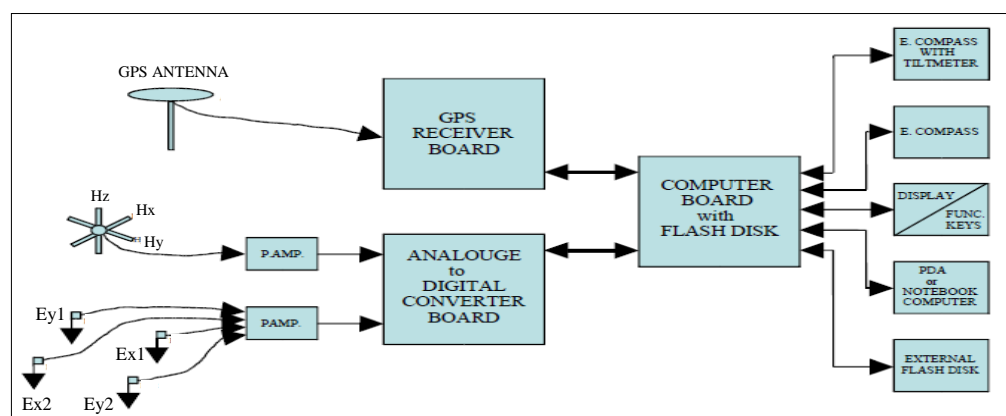 GPS ANTENNA
GPS
RECEIVER
BOARD
E. COMPASS
WITH
TILTMETER
E. COMPASS
COMPUTER
BOARD
with
FLASH DISK
DISPLAY
FUNC.
KEYS
Hz
Hx
Hy
P.AMP.
ANALOUGE
to
DIGITAL
CONVERTER
BOARD
PDA
or
NOTEBOOK
COMPUTER
Ey1
PAMP.
Ex1
Ex2
Ey2
EXTERNAL
FLASH DISK